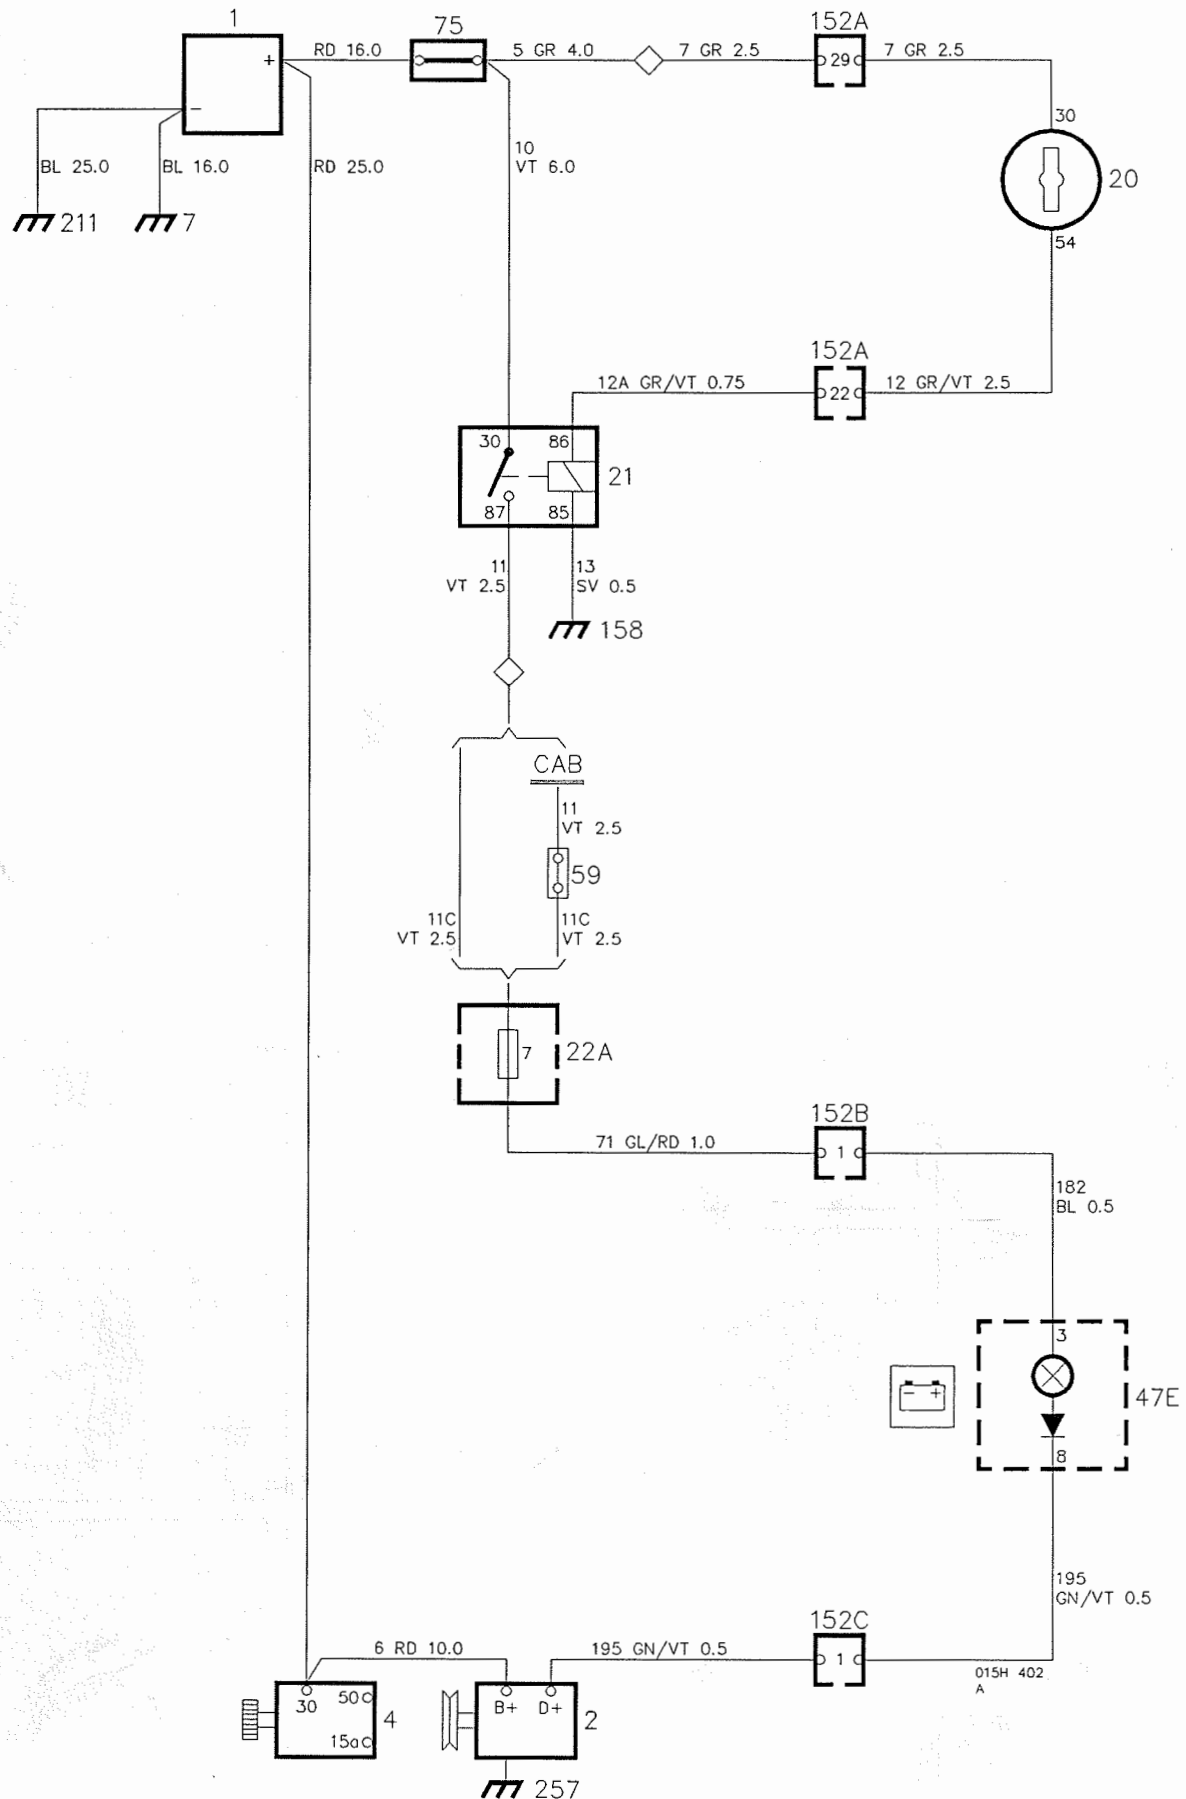 1
75
152A
RD 16.0
5 GR 4.0
7 GR 2.5
29
7 GR 2.5
+
−
30
20
54
BL 25.0
BL 16.0
RD 25.0
10
VT 6.0
211
7
152A
12A GR/VT 0.75
22
12 GR/VT 2.5
30
86
21
87
85
11
VT 2.5
13
SV 0.5
158
CAB
11
VT 2.5
59
11C
VT 2.5
11C
VT 2.5
7
22A
152B
71 GL/RD 1.0
1
182
BL 0.5
3
− +
47E
8
195
GN/VT 0.5
152C
6 RD 10.0
195 GN/VT 0.5
1
015H 402
A
30
50
15a
4
B+
D+
2
257